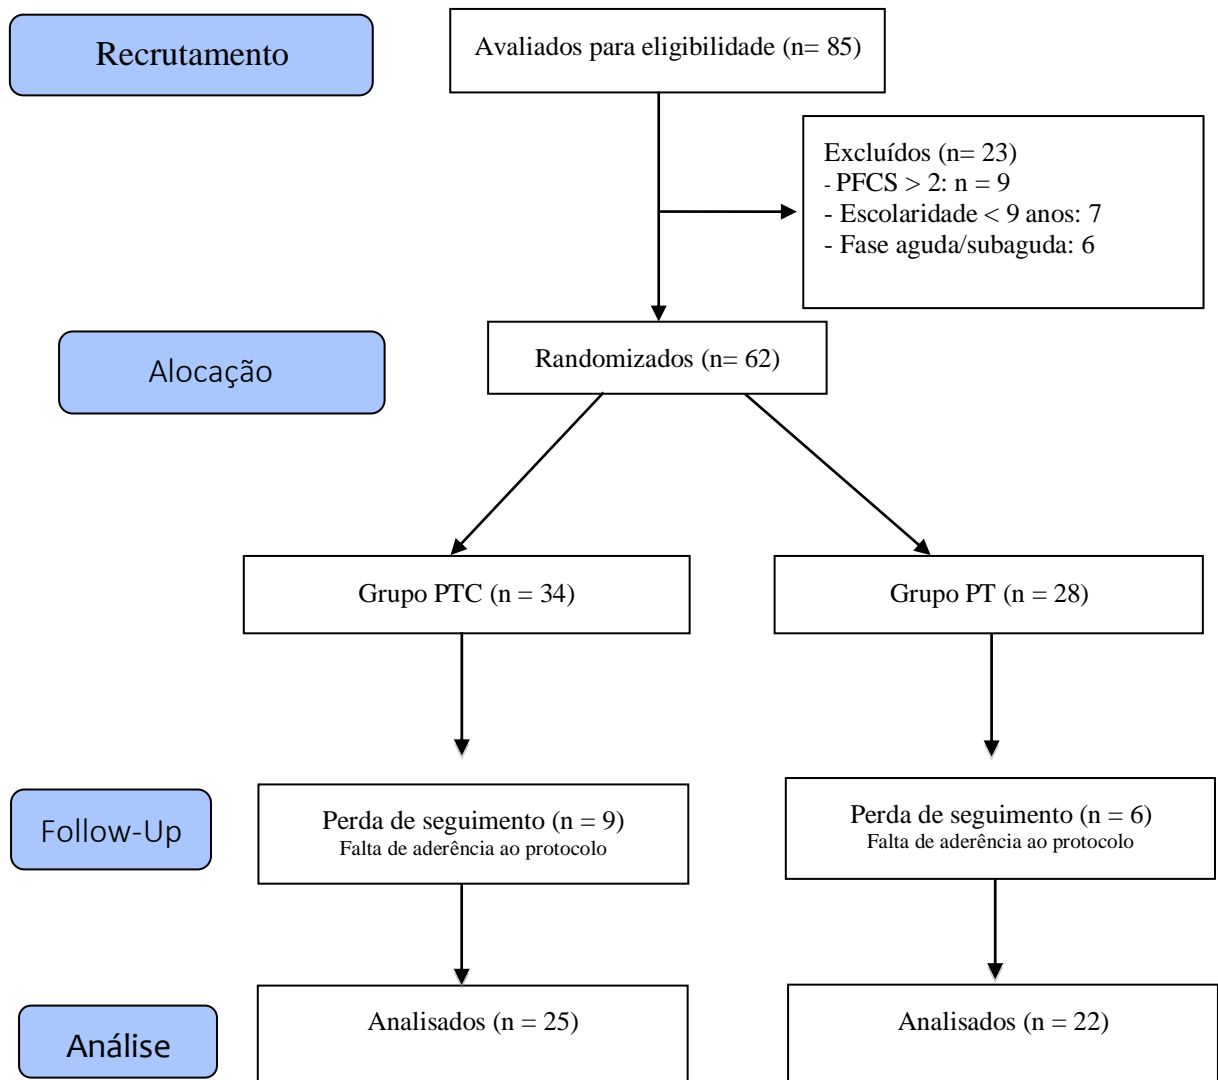 Recrutamento
Avaliados para eligibilidade (n= 85)
Excluídos (n= 23)
- PFCS > 2: n = 9
- Escolaridade < 9 anos: 7
- Fase aguda/subaguda: 6
Alocação
Randomizados (n= 62)
Grupo PTC (n = 34)
Grupo PT (n = 28)
Follow-Up
Perda de seguimento (n = 9)
Falta de aderência ao protocolo
Perda de seguimento (n = 6)
Falta de aderência ao protocolo
Análise
Analisados (n = 25)
Analisados (n = 22)